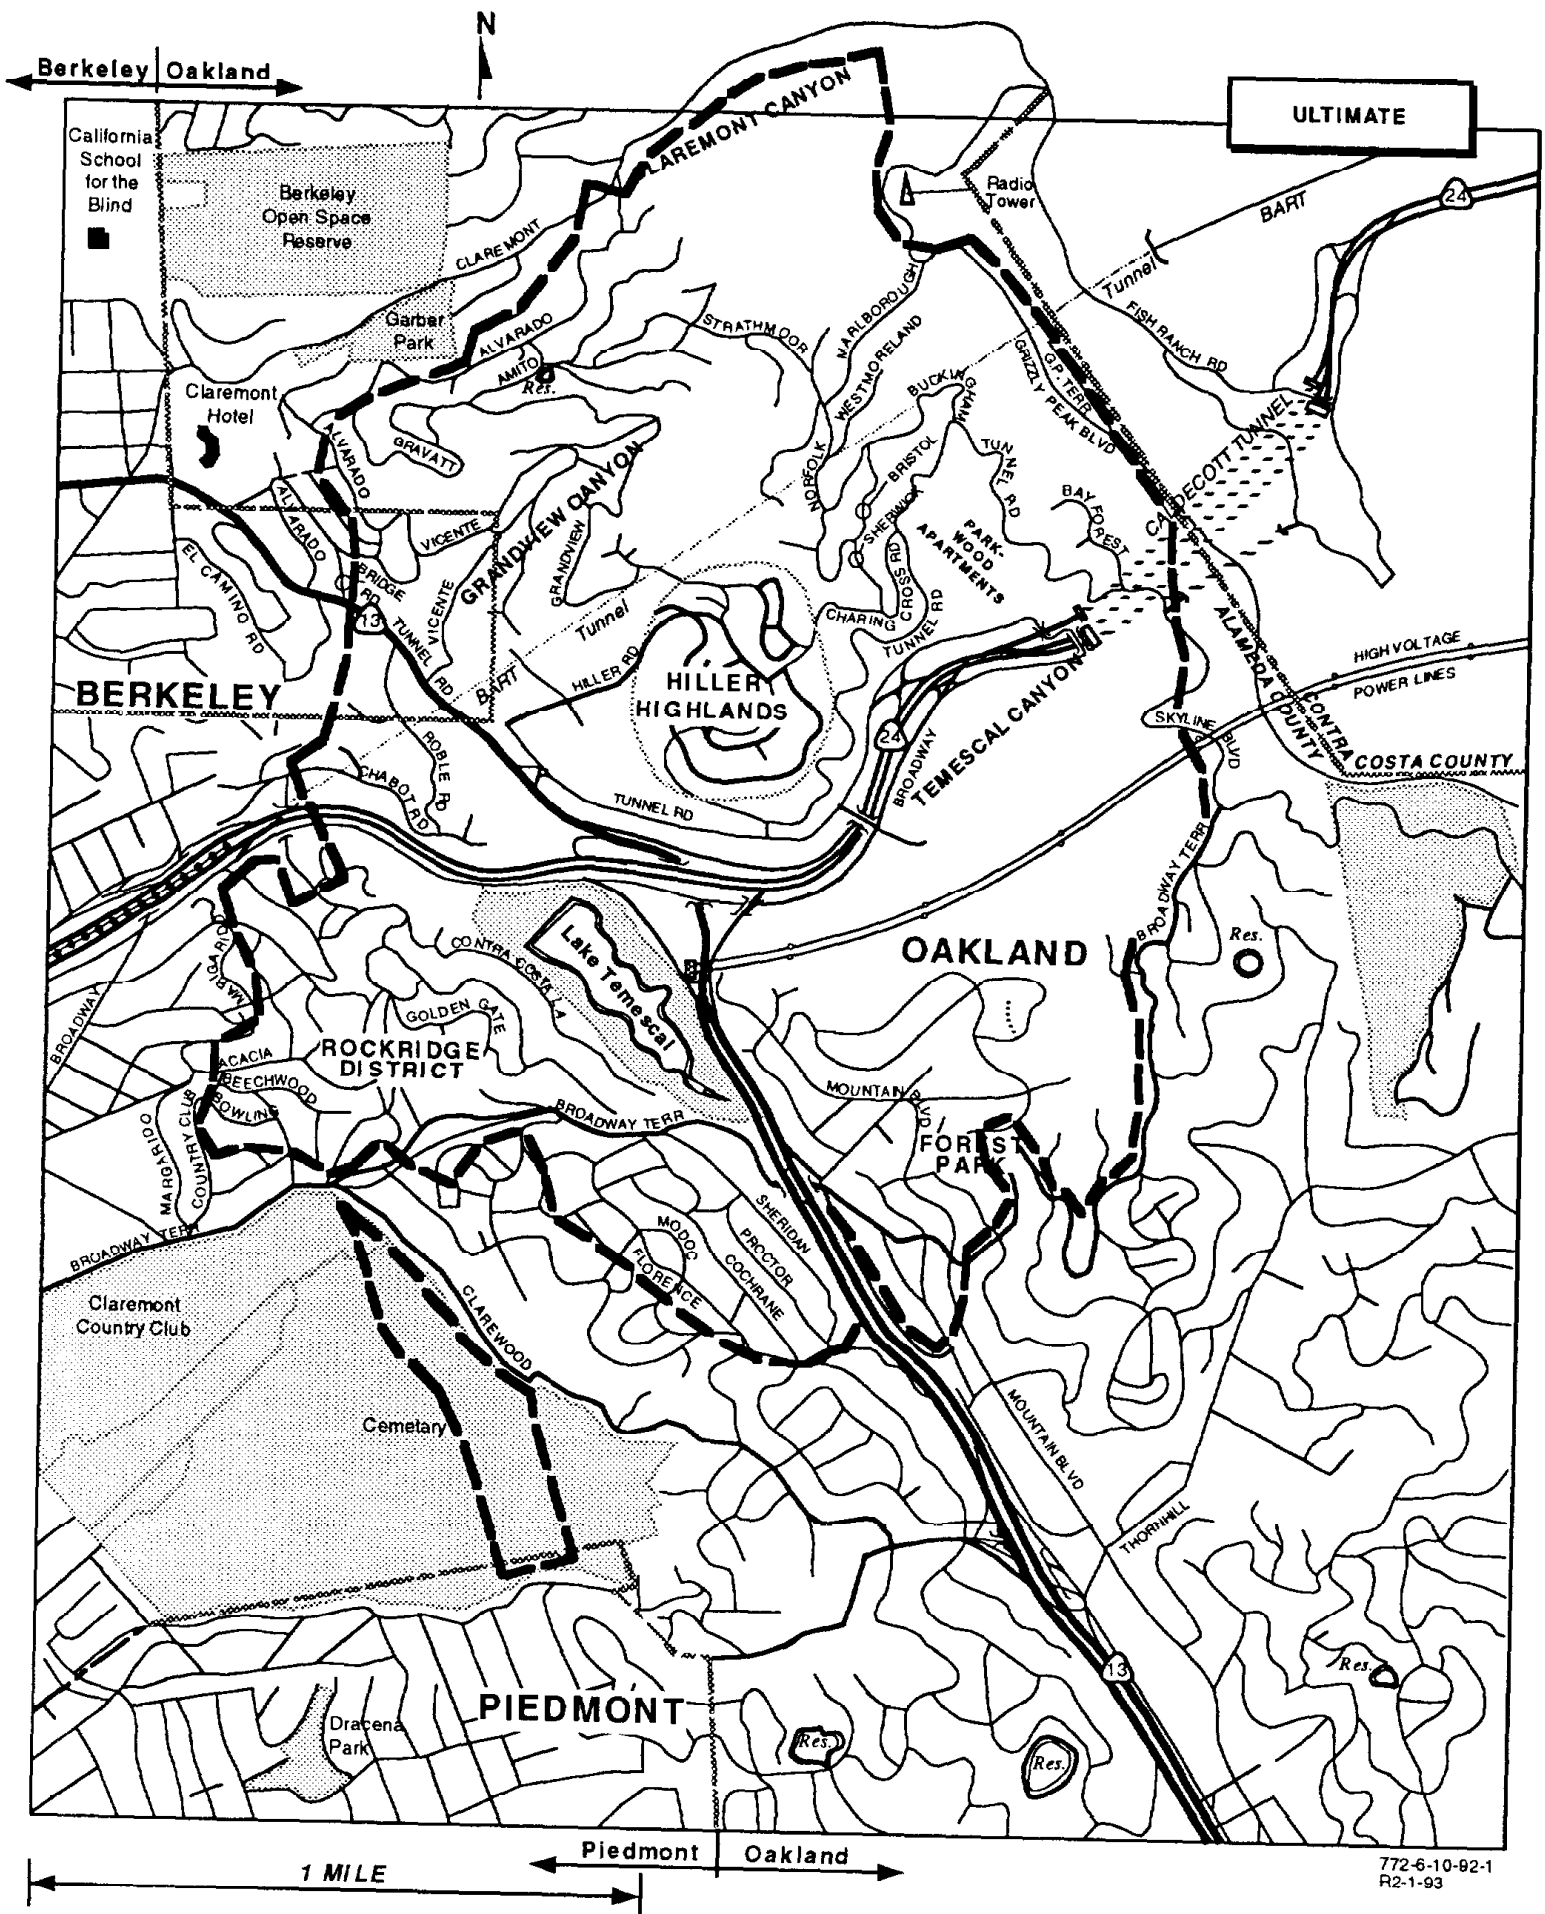 N
Berkeley Oakland
ULTIMATE
California
School
for the
Blind
Berkeley
Open Space
Reserve
LAREMONT CANYON
Radio
Tower
24
BART
Tunnel
CLAREMONT
Garber
Park
ALVARADO
AMITO
Res.
STRATHMOOR
NARLBOROUGH
WESTMORELAND
BUCKINGHAM
GRIZZLY PEAK BLVD
GR. TERR
FISH RANCH RD
Claremont
Hotel
ALVARADO
GRAVATT
GRANDVIEW CANYON
NORFOLK
BRISTOL
SHERWICK
TUNNEL RD
BAY FOREST
CALDECOTT TUNNEL
PARK-
WOOD
APARTMENTS
ALVARADO
VICENTE
EL CAMINO RD
BRIDGE
RD
13
TUNNEL RD
VICENTE
GRANDVIEW
Tunnel
BART
HILLER RD
CHARING CROSS RD
TUNNEL RD
HILLER
HIGHLANDS
TEMESCAL CANYON
ALAMEDA COUNTY
CONTRA
COSTA COUNTY
HIGH VOLTAGE
POWER LINES
BERKELEY
SKYLINE BLVD
24
BROADWAY
ROBLE RD
CHABOT RD
TUNNEL RD
BROADWAY TERR
MARGARIDO
CONTRA COSTA
Lake Temescal
OAKLAND
Res.
BROADWAY
GOLDEN GATE
ROCKRIDGE
DISTRICT
ACACIA
BEECHWOOD
BOWLING
MARGARIDO
COUNTRY CLUB
BROADWAY TERR
MOUNTAIN BLVD
FOREST
PARK
BROADWAY TERR
SHERIDAN
PROCTOR
COCHRANE
MODOC
FLORENCE
Claremont
Country Club
CLAREWOOD
Cemetary
MOUNTAIN BLVD
THORNHILL
13
Res.
PIEDMONT
Dracena
Park
Res.
Res.
Piedmont Oakland
1 MILE
772-6-10-92-1
R2-1-93